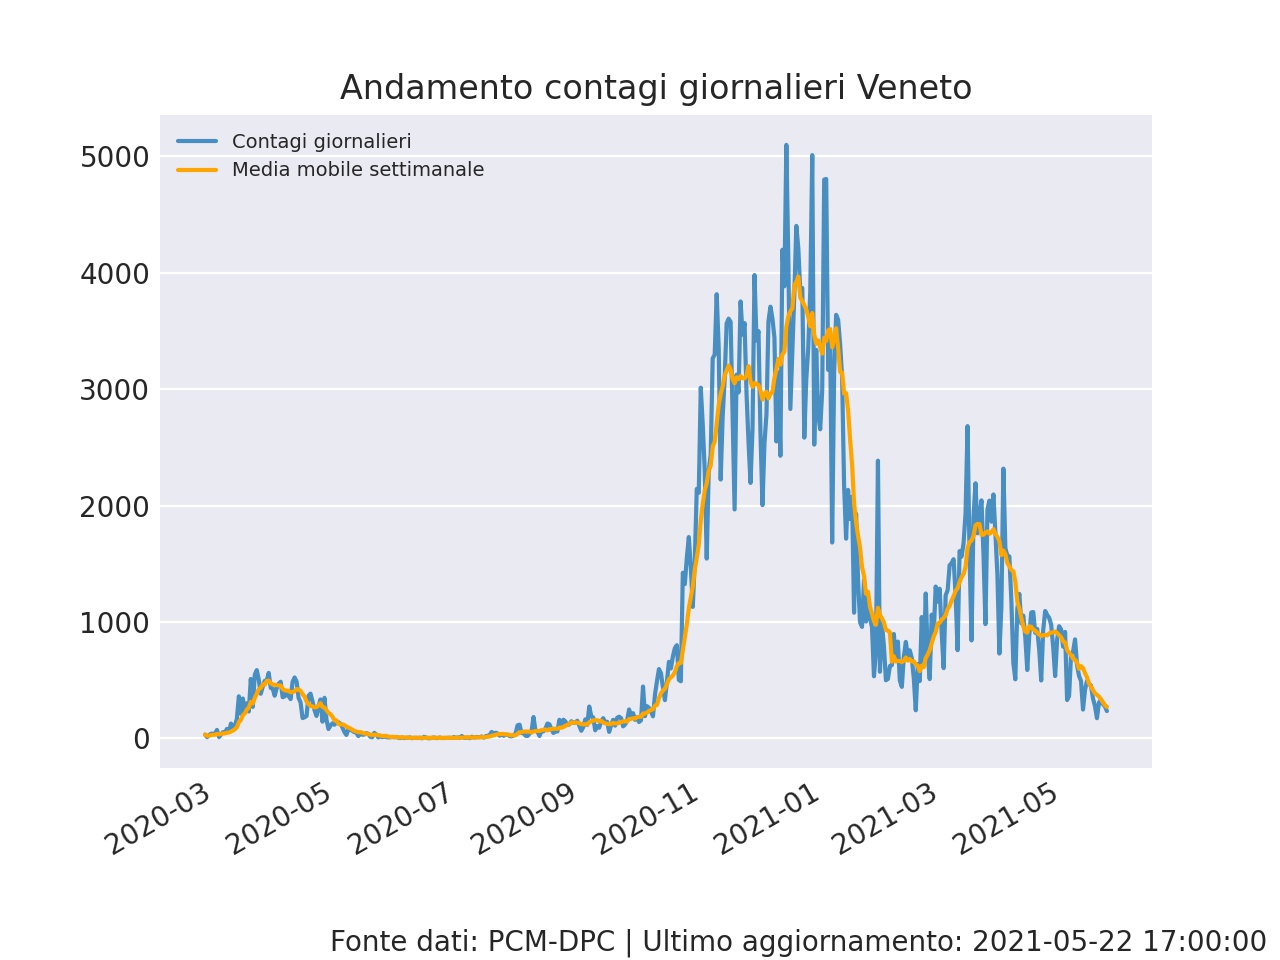 Andamento contagi giornalieri Veneto
Contagi giornalieri
Media mobile settimanale
5000
4000
3000
2000
1000
0
2020-03 2020-05 2020-07 2020-09 2020-11 2021-01 2021-03 2021-05
Fonte dati: PCM-DPC | Ultimo aggiornamento: 2021-05-22 17:00:00